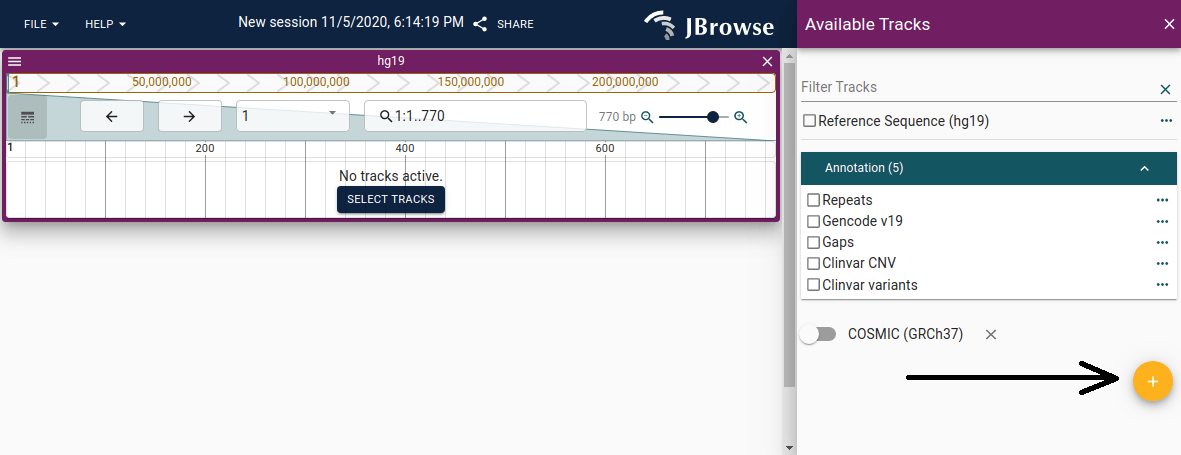 FILE HELP New session 11/5/2020, 6:14:19 PM SHARE JBrowse
hg19
1 50,000,000 100,000,000 150,000,000 200,000,000
1 1:1..770 770 bp
1 200 400 600
No tracks active.
SELECT TRACKS
Available Tracks
Filter Tracks
Reference Sequence (hg19)
Annotation (5)
Repeats
Gencode v19
Gaps
Clinvar CNV
Clinvar variants
COSMIC (GRCh37)